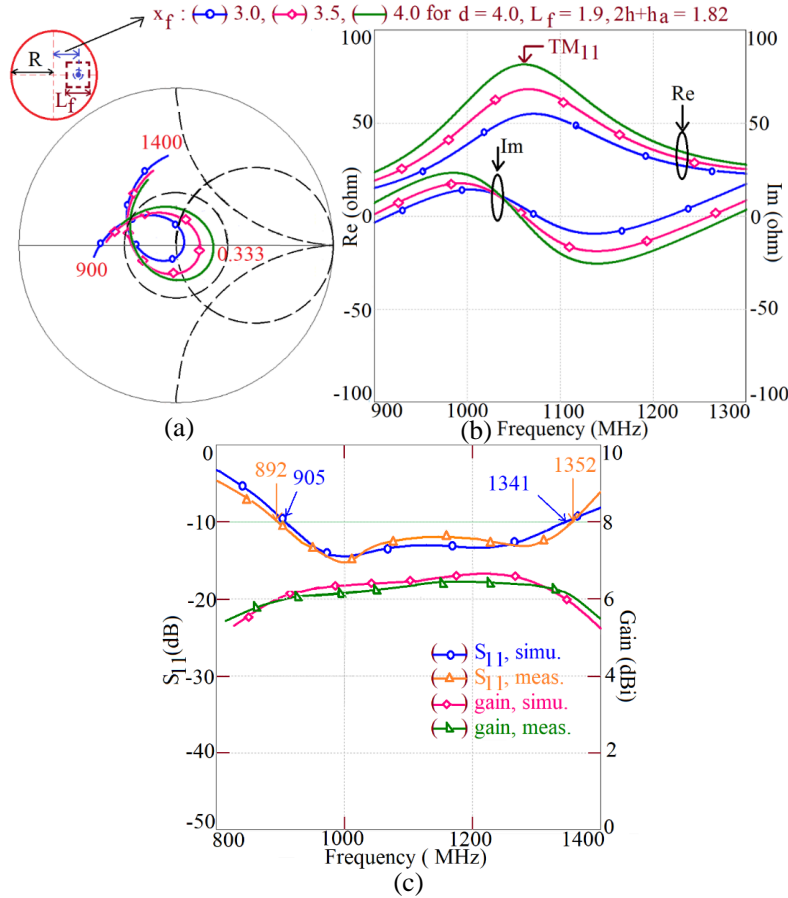 x_f : (-o-) 3.0, (-◇-) 3.5, (—) 4.0 for d = 4.0, L_f = 1.9, 2h+h_a = 1.82
R
L_f
1400
900
0.333
(a)
100
50
0
-50
-100
Re (ohm)
TM_11
Re
Im
100
50
0
-50
-100
Im (ohm)
900 1000 1100 1200 1300
(b) Frequency (MHz)
0
-10
-20
-30
-40
-50
S_11(dB)
892
905
1341
1352
(-o-) S_11, simu.
(-△-) S_11, meas.
(-◇-) gain, simu.
(-▷-) gain, meas.
10
8
6
4
2
0
Gain (dBi)
800 1000 1200 1400
Frequency ( MHz)
(c)